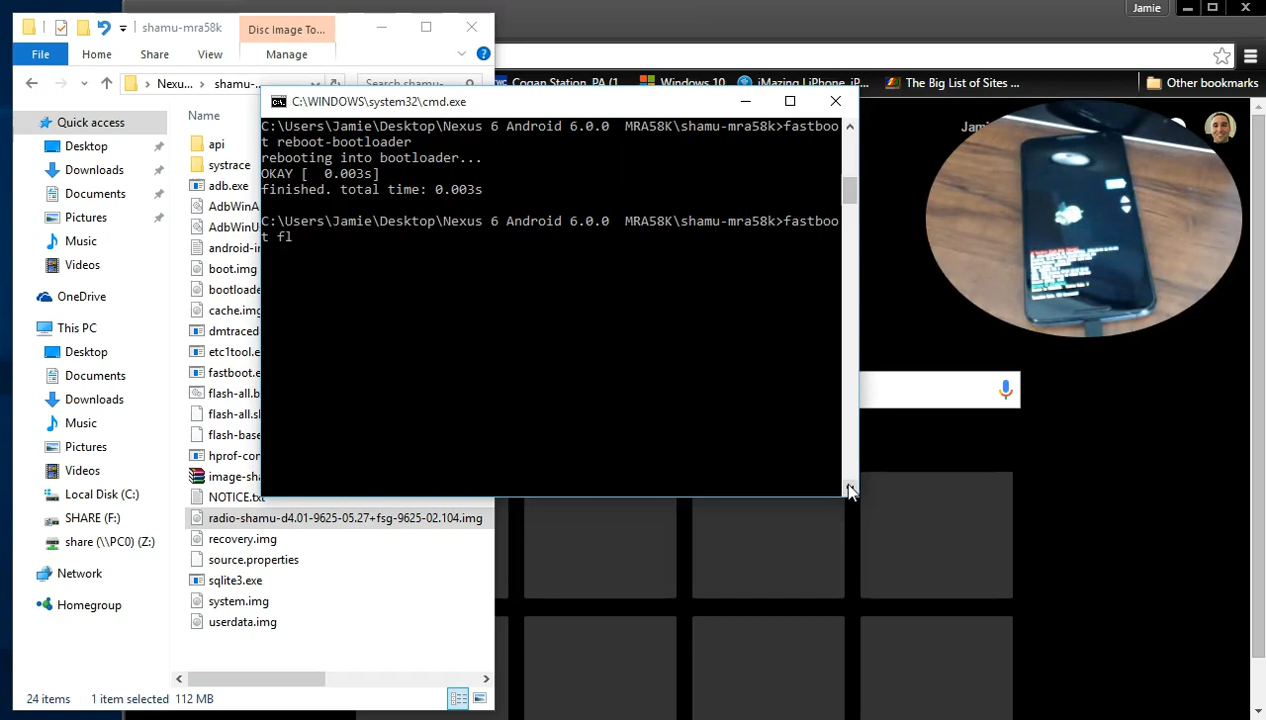 shamu-mra58k
Disc Image To...
File
Home
Share
View
Manage
Nexu...
shamu-...
Search shamu-
Name
Quick access
Desktop
Downloads
Documents
Pictures
Music
Videos
OneDrive
This PC
Desktop
Documents
Downloads
Music
Pictures
Videos
Local Disk (C:)
SHARE (F:)
share (\\PC0) (Z:)
Network
Homegroup
api
systrace
adb.exe
AdbWinA
AdbWinU
android-in
boot.img
bootloade
cache.img
dmtraced
etc1tool.e
fastboot.e
flash-all.b
flash-all.sl
flash-base
hprof-con
image-sha
NOTICE.txt
radio-shamu-d4.01-9625-05.27+fsg-9625-02.104.img
recovery.img
source.properties
sqlite3.exe
system.img
userdata.img
24 items
1 item selected
112 MB
C:\WINDOWS\system32\cmd.exe
C:\Users\Jamie\Desktop\Nexus 6 Android 6.0.0  MRA58K\shamu-mra58k>fastboo
t reboot-bootloader
rebooting into bootloader...
OKAY [  0.003s]
finished. total time: 0.003s
C:\Users\Jamie\Desktop\Nexus 6 Android 6.0.0  MRA58K\shamu-mra58k>fastboo
t fl
Jamie
Cogan Station, PA (1
Windows 10
iMazing | iPhone, iP...
The Big List of Sites ...
Other bookmarks
Jami